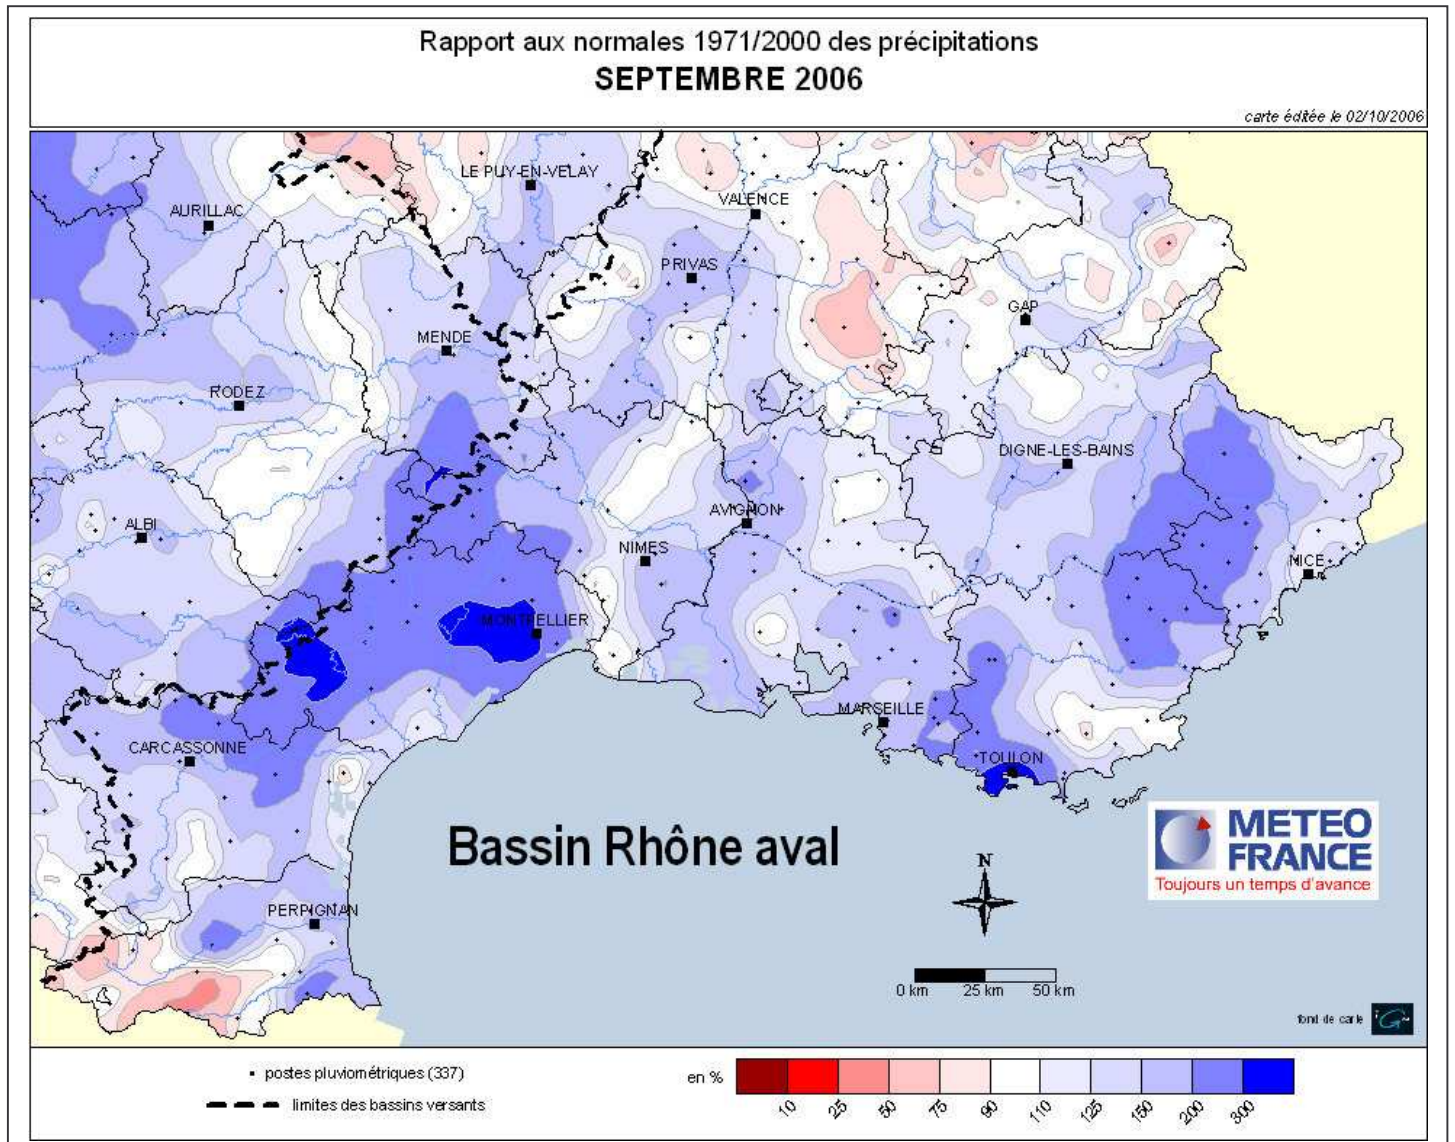 Rapport aux normales 1971/2000 des précipitations
SEPTEMBRE 2006
carte éditée le 02/10/2006
LE PUY-EN-VELAY
AURILLAC
VALENCE
PRIVAS
GAP
MENDE
RODEZ
DIGNE-LES-BAINS
AVIGNON
ALBI
NIMES
NICE
MONTPELLIER
MARSEILLE
CARCASSONNE
TOULON
Bassin Rhône aval
METEO
FRANCE
Toujours un temps d'avance
N
PERPIGNAN
0 km 25 km 50 km
fond de carte
postes pluviométriques (337)
limites des bassins versants
en %
10 25 50 75 90 110 125 150 200 300